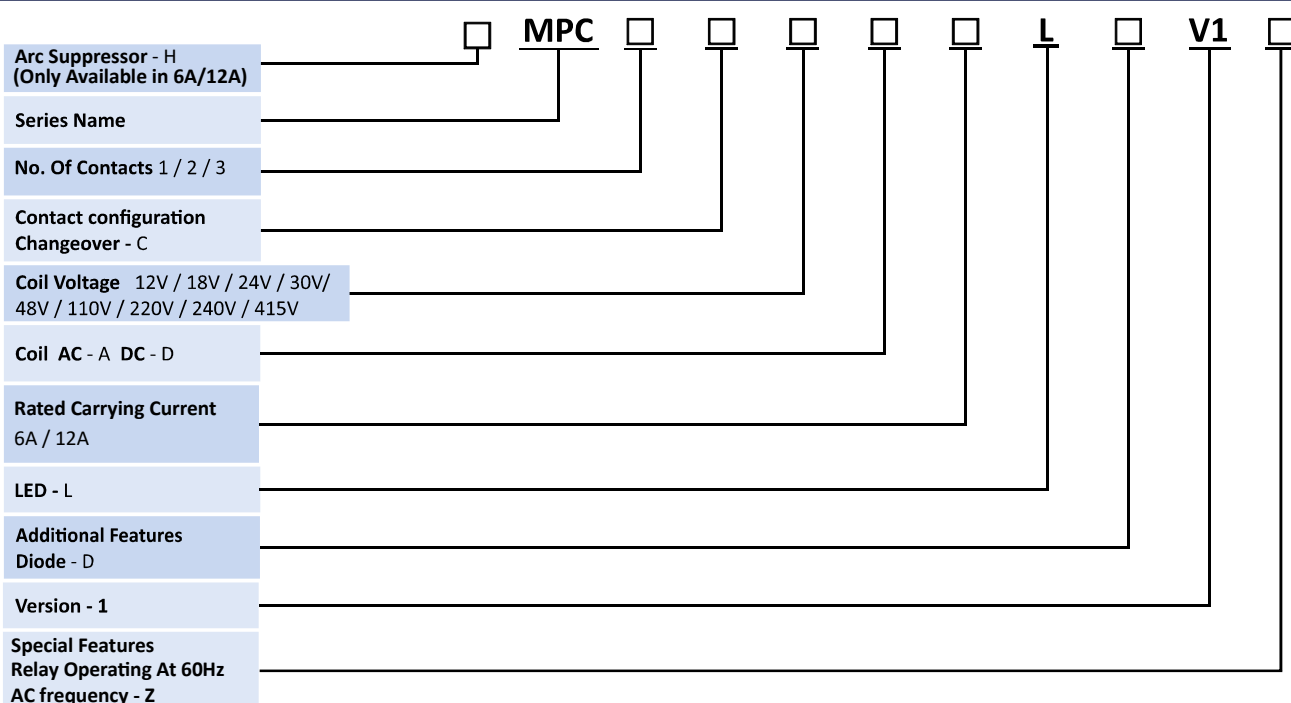 MPC L V1
Arc Suppressor - H
(Only Available in 6A/12A)
Series Name
No. Of Contacts 1 / 2 / 3
Contact configuration
Changeover - C
Coil Voltage 12V / 18V / 24V / 30V/
48V / 110V / 220V / 240V / 415V
Coil AC - A DC - D
Rated Carrying Current
6A / 12A
LED - L
Additional Features
Diode - D
Version - 1
Special Features
Relay Operating At 60Hz
AC frequency - Z